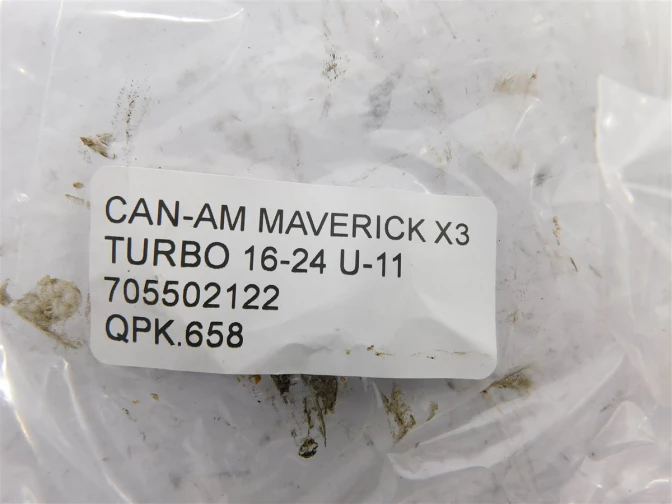 CAN-AM MAVERICK X3
TURBO 16-24 U-11
705502122
QPK.658